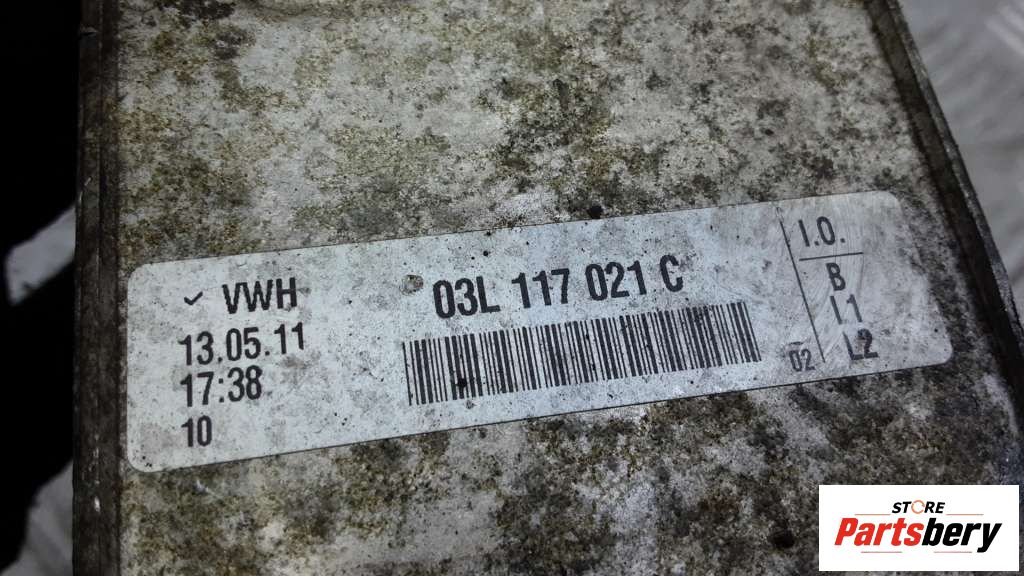 VWH
13.05.11
17:38
10
03L 117 021 C
02
I.O.
B
I1
L2
STORE
Partsbery